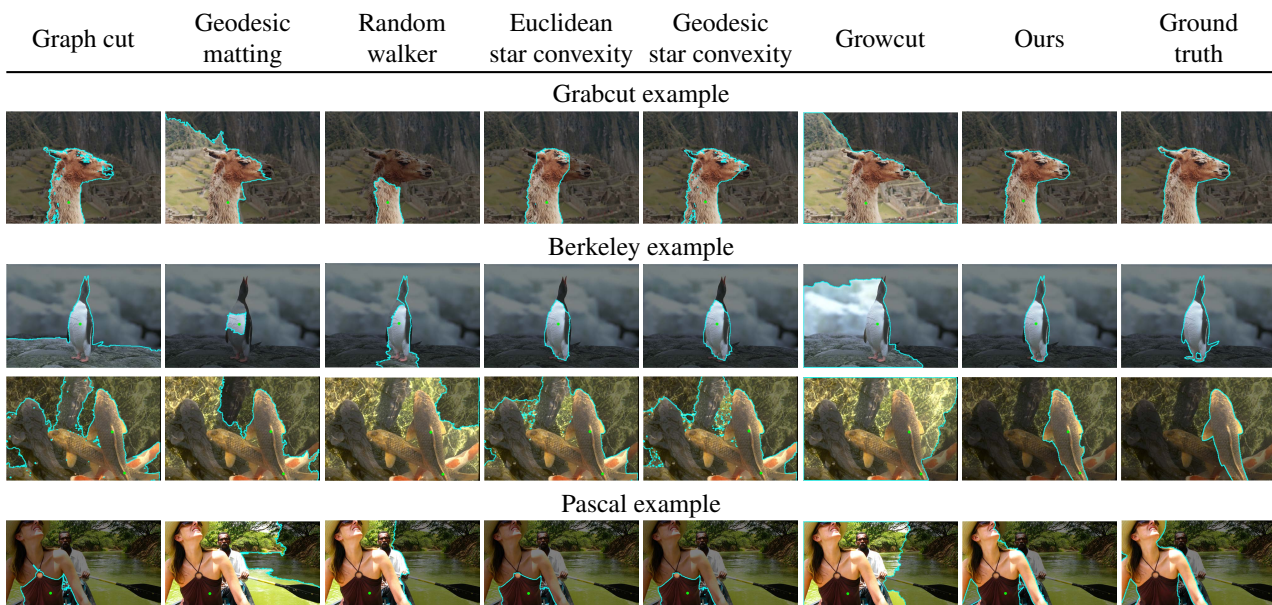 Graph cut
Geodesic
matting
Random
walker
Euclidean
star convexity
Geodesic
star convexity
Growcut
Ours
Ground
truth
Grabcut example
Berkeley example
Pascal example